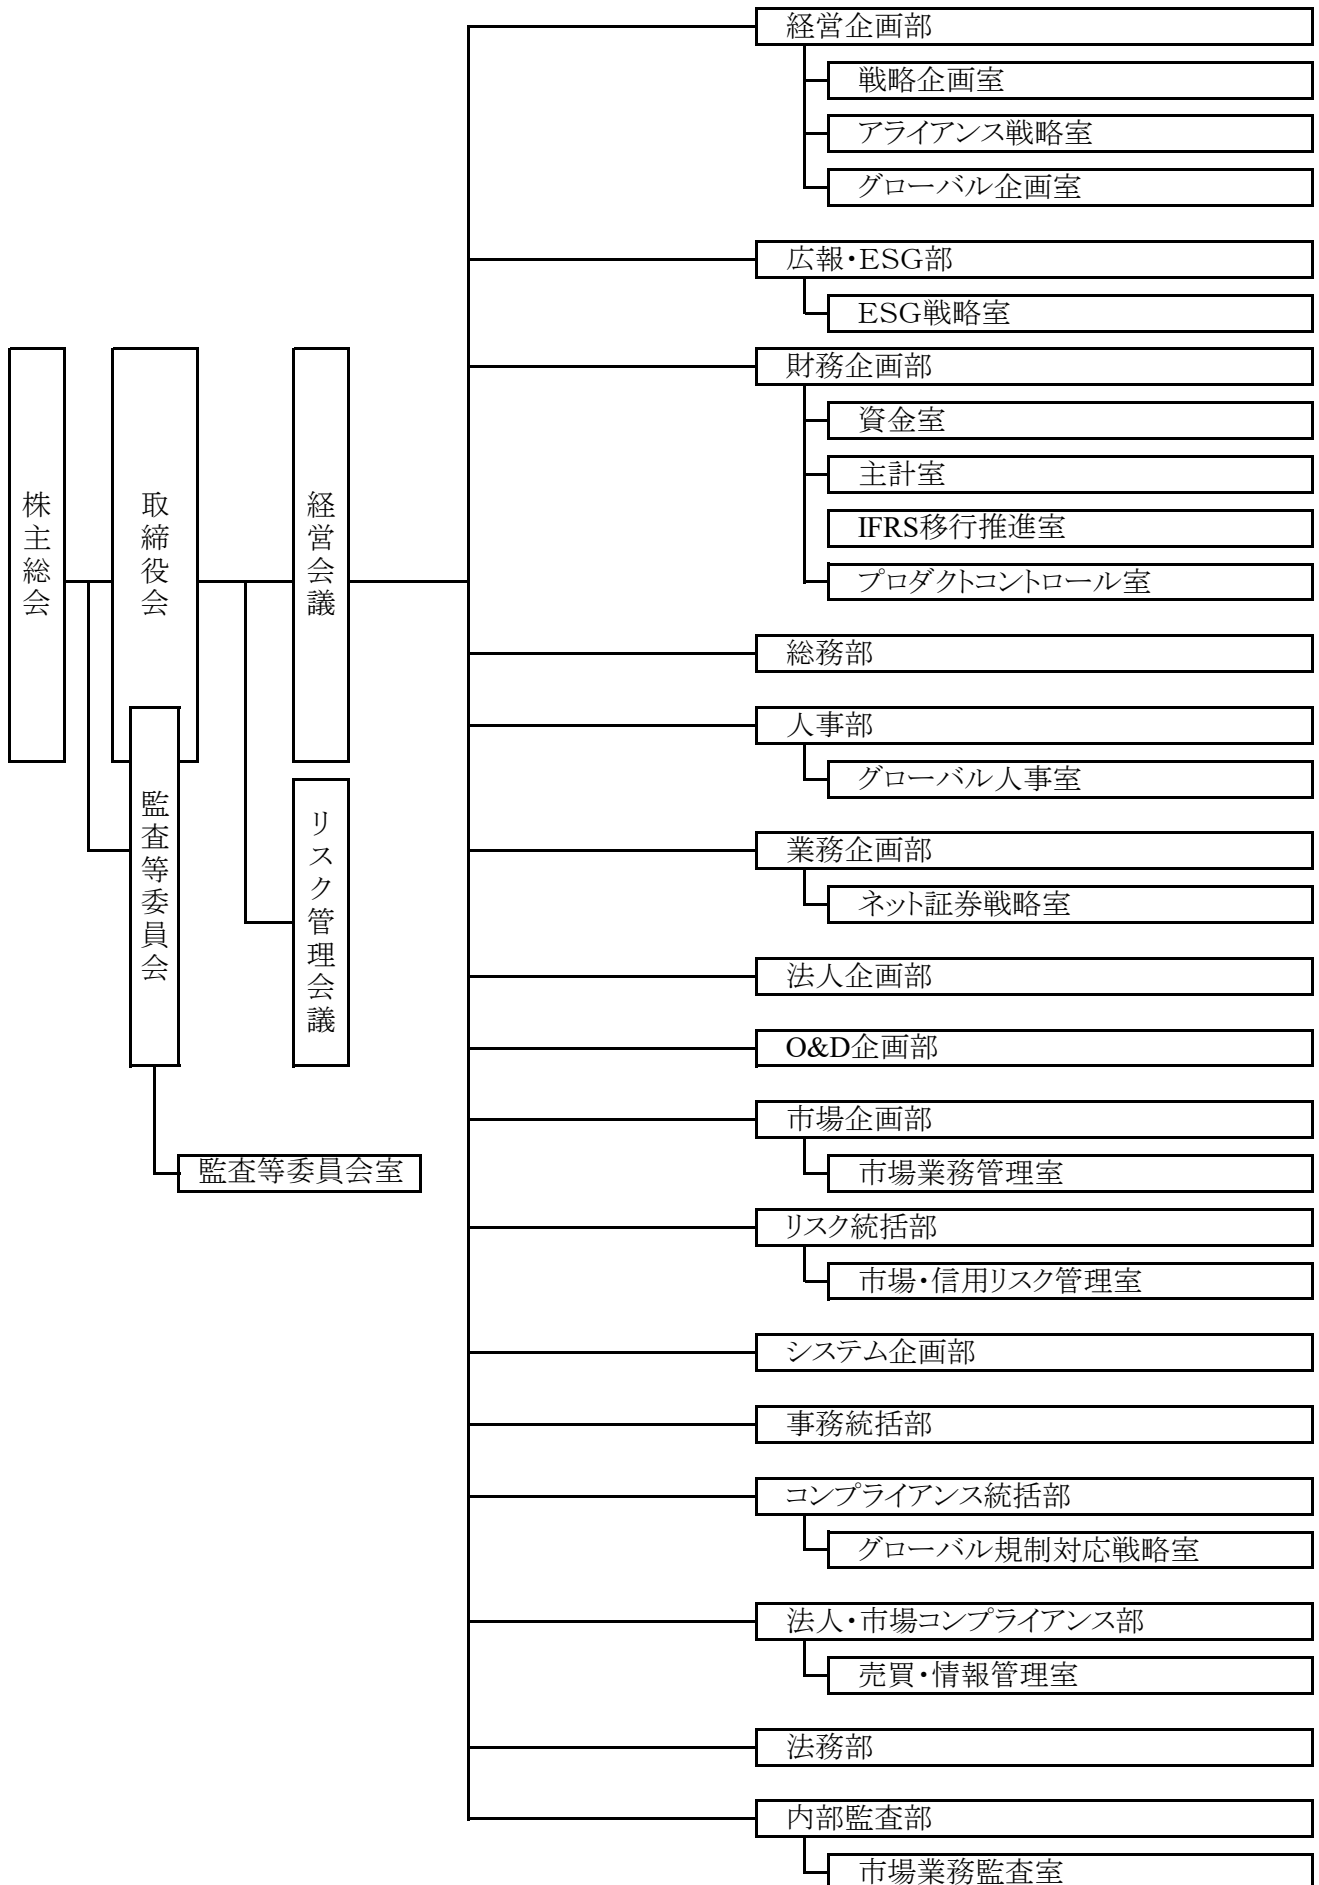 株主総会
取締役会
監査等委員会
監査等委員会室
経営会議
リスク管理会議
経営企画部
戦略企画室
アライアンス戦略室
グローバル企画室
広報・ESG部
ESG戦略室
財務企画部
資金室
主計室
IFRS移行推進室
プロダクトコントロール室
総務部
人事部
グローバル人事室
業務企画部
ネット証券戦略室
法人企画部
O&D企画部
市場企画部
市場業務管理室
リスク統括部
市場・信用リスク管理室
システム企画部
事務統括部
コンプライアンス統括部
グローバル規制対応戦略室
法人・市場コンプライアンス部
売買・情報管理室
法務部
内部監査部
市場業務監査室